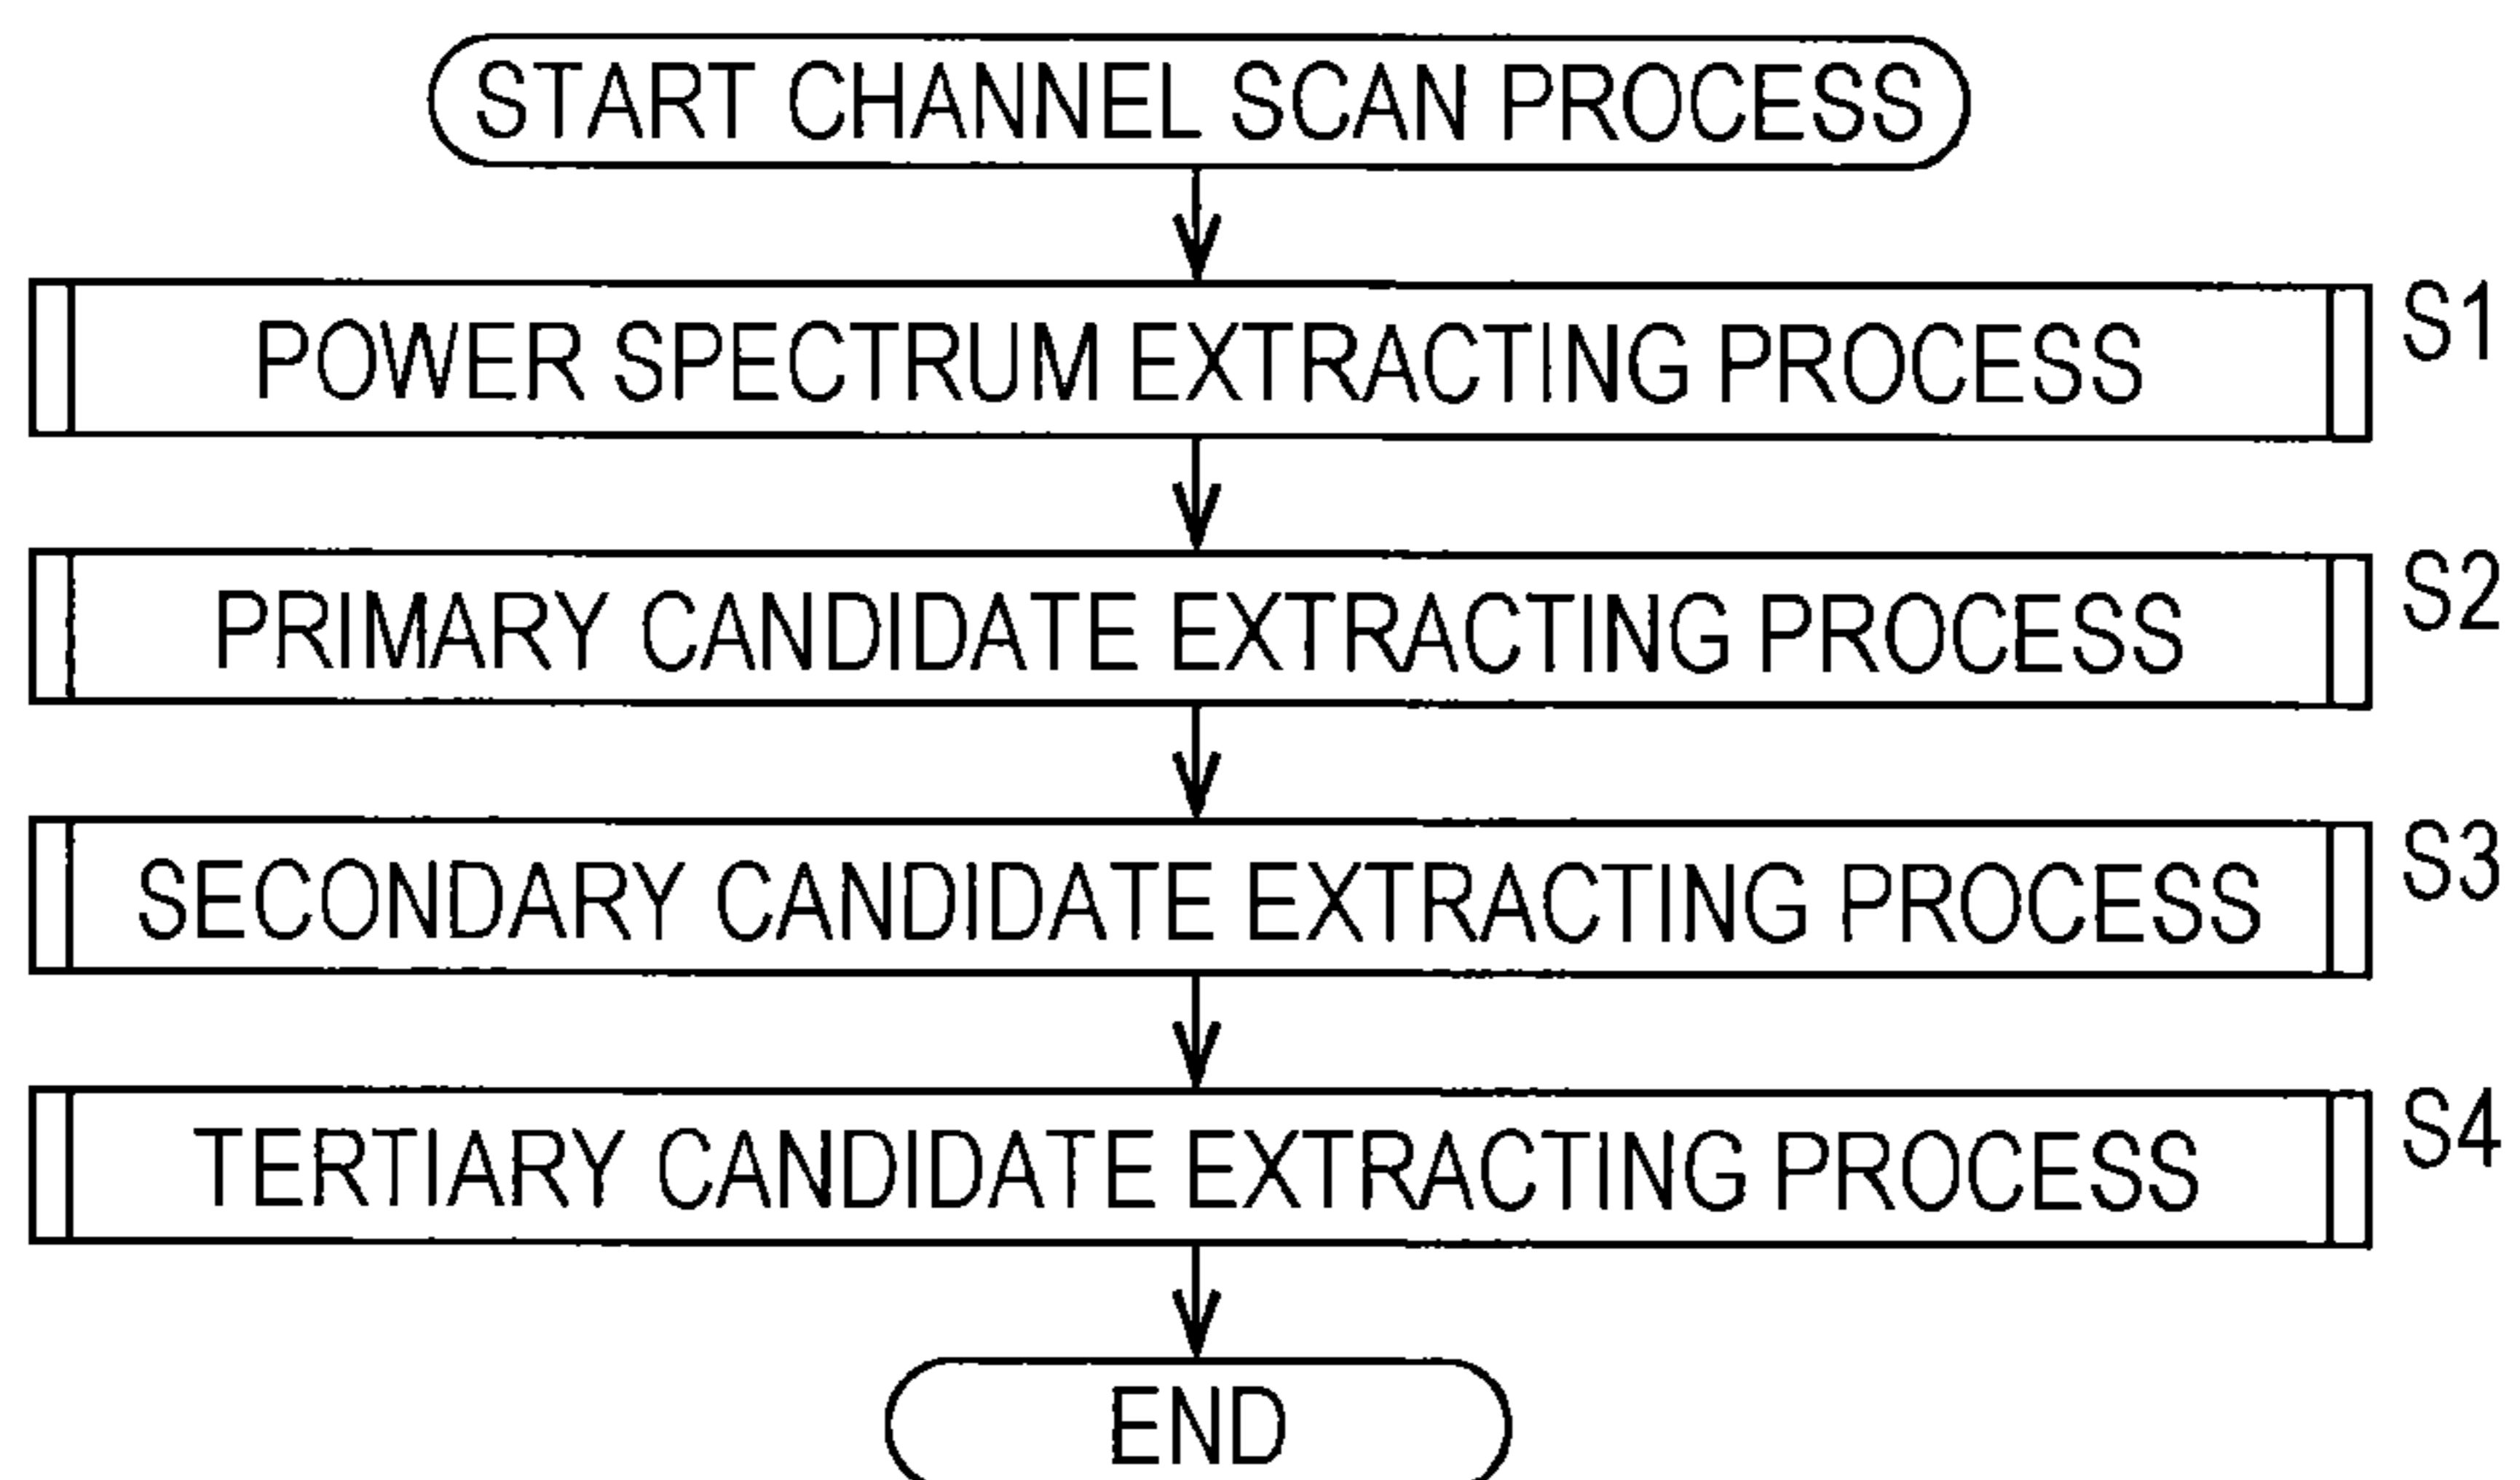 START CHANNEL SCAN PROCESS
POWER SPECTRUM EXTRACTING PROCESS S1
PRIMARY CANDIDATE EXTRACTING PROCESS S2
SECONDARY CANDIDATE EXTRACTING PROCESS S3
TERTIARY CANDIDATE EXTRACTING PROCESS S4
END